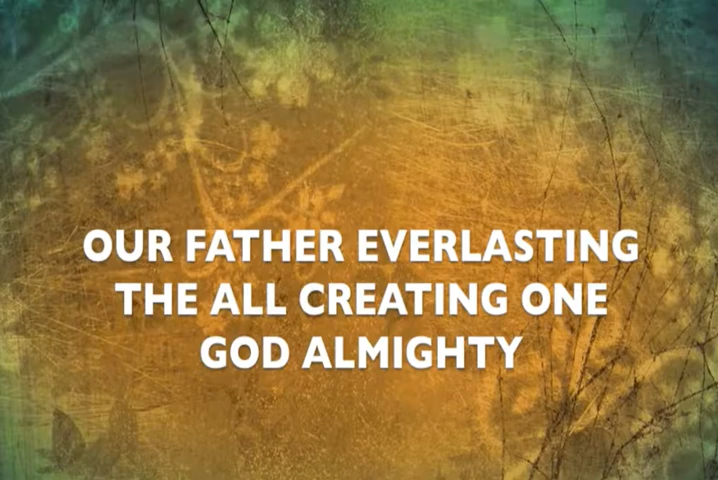 OUR FATHER EVERLASTING
THE ALL CREATING ONE
GOD ALMIGHTY